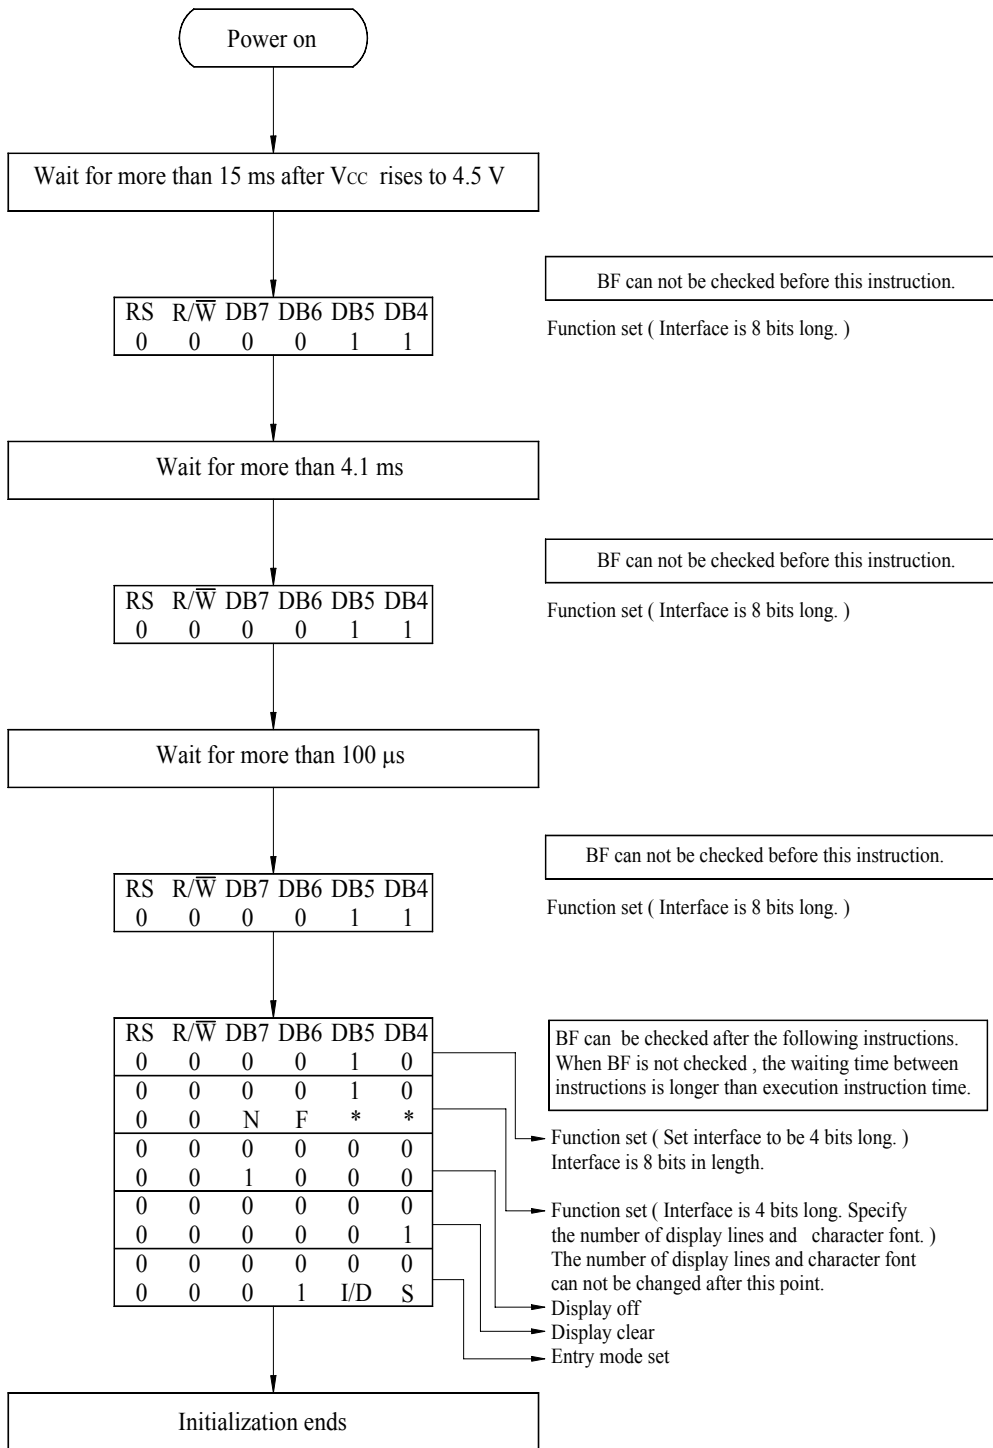 Power on
Wait for more than 15 ms after VCC rises to 4.5 V
BF can not be checked before this instruction.
RS R/W̅ DB7 DB6 DB5 DB4
0 0 0 0 1 1
Function set ( Interface is 8 bits long. )
Wait for more than 4.1 ms
BF can not be checked before this instruction.
RS R/W̅ DB7 DB6 DB5 DB4
0 0 0 0 1 1
Function set ( Interface is 8 bits long. )
Wait for more than 100 μs
BF can not be checked before this instruction.
RS R/W̅ DB7 DB6 DB5 DB4
0 0 0 0 1 1
Function set ( Interface is 8 bits long. )
RS R/W̅ DB7 DB6 DB5 DB4
0 0 0 0 1 0
0 0 0 0 1 0
0 0 N F * *
0 0 0 0 0 0
0 0 1 0 0 0
0 0 0 0 0 0
0 0 0 0 0 1
0 0 0 0 0 0
0 0 0 1 I/D S
BF can be checked after the following instructions.
When BF is not checked , the waiting time between
instructions is longer than execution instruction time.
Function set ( Set interface to be 4 bits long. )
Interface is 8 bits in length.
Function set ( Interface is 4 bits long. Specify
the number of display lines and character font. )
The number of display lines and character font
can not be changed after this point.
Display off
Display clear
Entry mode set
Initialization ends